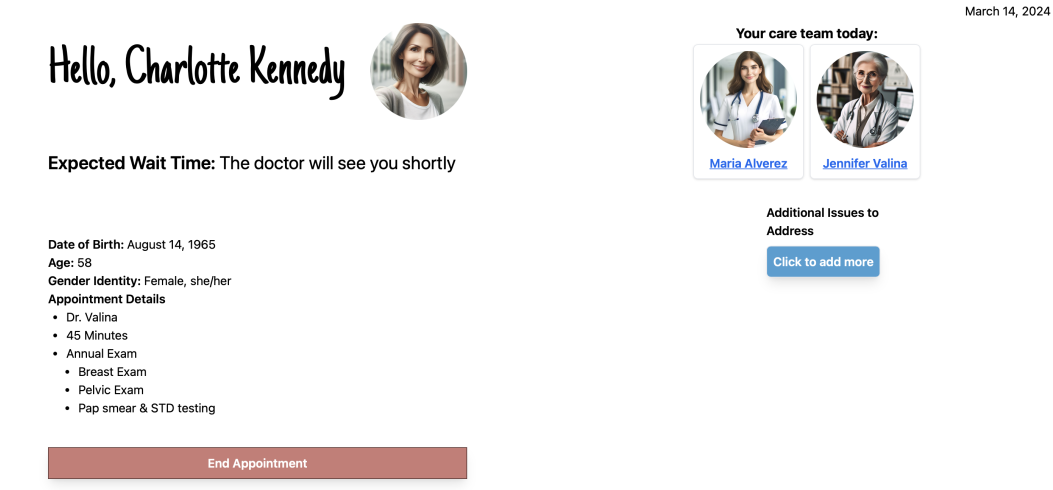 March 14, 2024
Hello, Charlotte Kennedy
Your care team today:
Maria Alverez
Jennifer Valina
Expected Wait Time: The doctor will see you shortly
Additional Issues to
Address
Click to add more
Date of Birth: August 14, 1965
Age: 58
Gender Identity: Female, she/her
Appointment Details
• Dr. Valina
• 45 Minutes
• Annual Exam
• Breast Exam
• Pelvic Exam
• Pap smear & STD testing
End Appointment